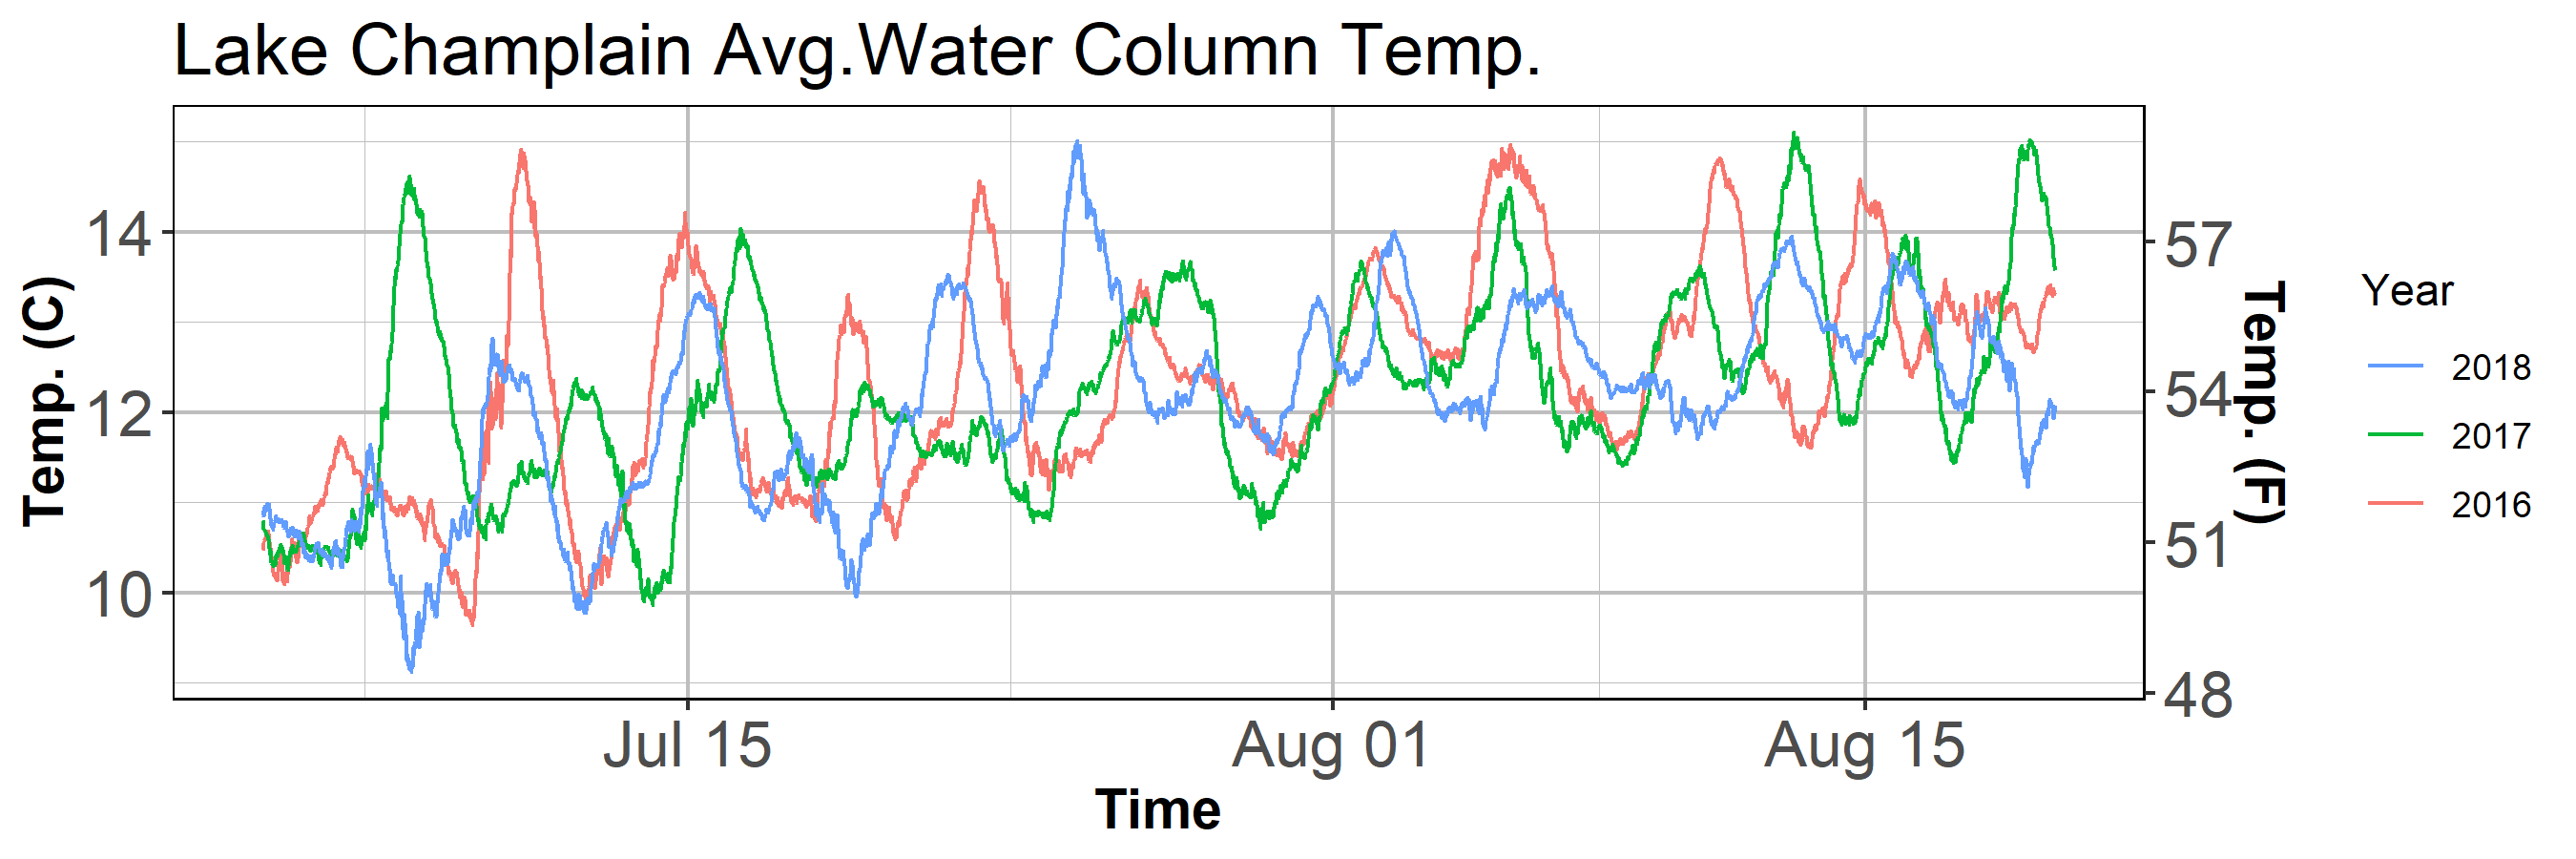 Lake Champlain Avg.Water Column Temp.
Temp. (C)
14
12
10
57
54
51
48
Temp. (F)
Jul 15
Aug 01
Aug 15
Time
Year
2018
2017
2016